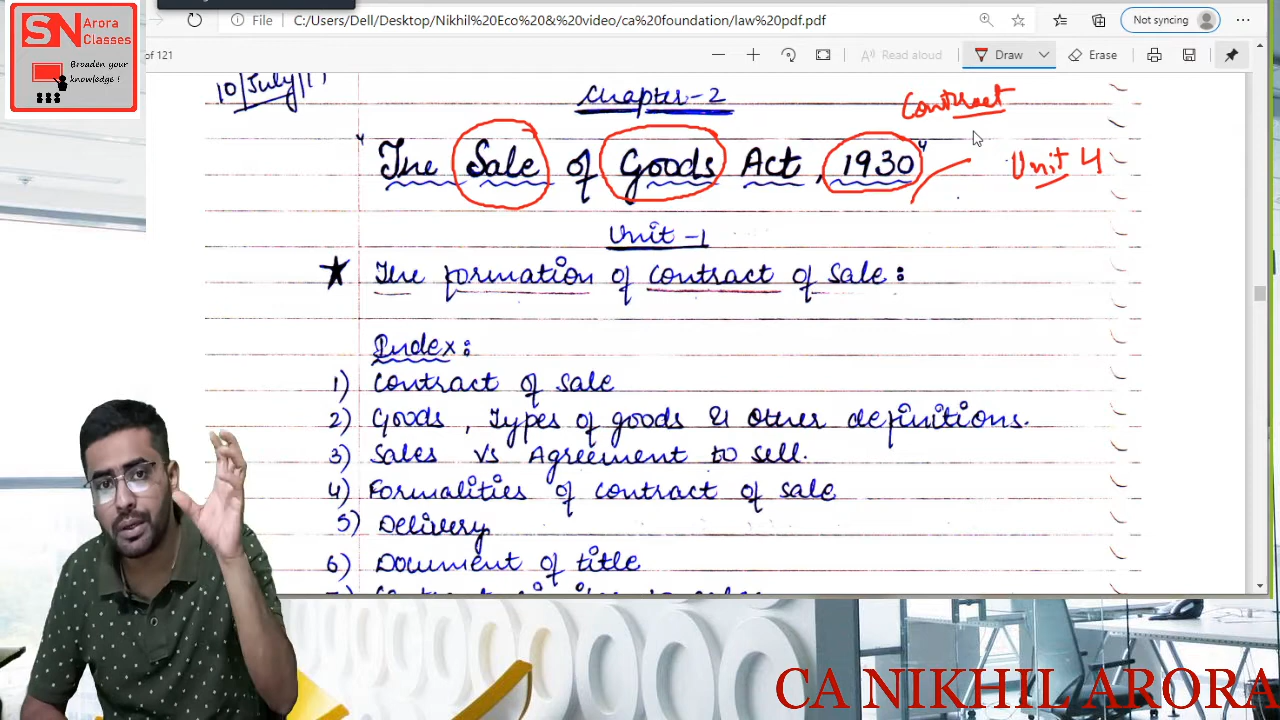 SN Arora Classes
Broaden your knowledge !
C:/Users/Dell/Desktop/Nikhil%20Eco%20&%20video/ca%20foundation/law%20pdf.pdf
Not syncing
of 121
Read aloud
Draw
Erase
10/July/
Chapter-2
Contract
"The Sale of Goods Act, 1930"
Unit 4
Unit -1
★ The formation of contract of Sale:
Index:
1) Contract of Sale
2) Goods, Types of goods & Other definitions.
3) Sales vs Agreement to sell.
4) Formalities of contract of sale
5) Delivery
6) Document of title
CA NIKHIL ARORA